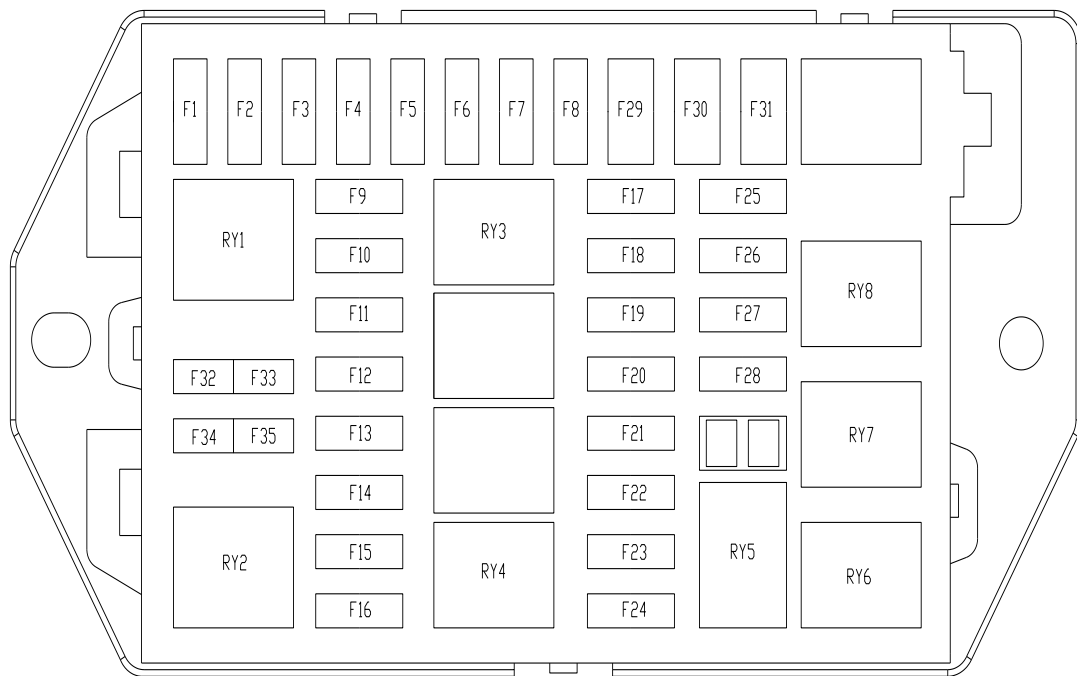 F1 F2 F3 F4 F5 F6 F7 F8 F29 F30 F31
F9 F17 F25
RY1 RY3
F10 F18 F26
RY8
F11 F19 F27
F32 F33 F12 F20 F28
F34 F35 F13 F21 RY7
F14 F22
F15 F23 RY5
RY2 RY4 RY6
F16 F24